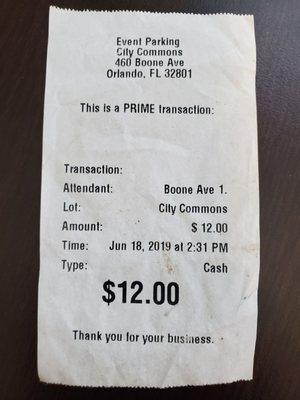 Event Parking
City Commons
460 Boone Ave
Orlando, FL 32801
This is a PRIME transaction:
Transaction:
Attendant: Boone Ave 1.
Lot: City Commons
Amount: $ 12.00
Time: Jun 18, 2019 at 2:31 PM
Type: Cash
$12.00
Thank you for your business.